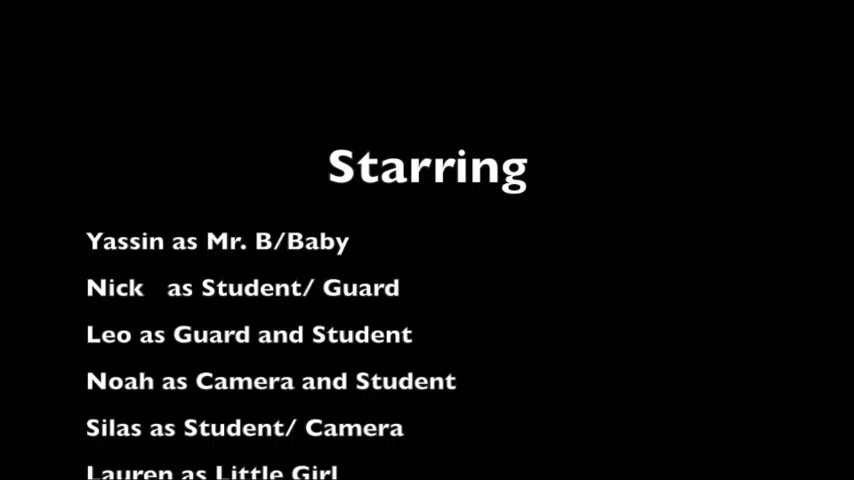 Starring
Yassin as Mr. B/Baby
Nick   as Student/ Guard
Leo as Guard and Student
Noah as Camera and Student
Silas as Student/ Camera
Lauren as Little Girl